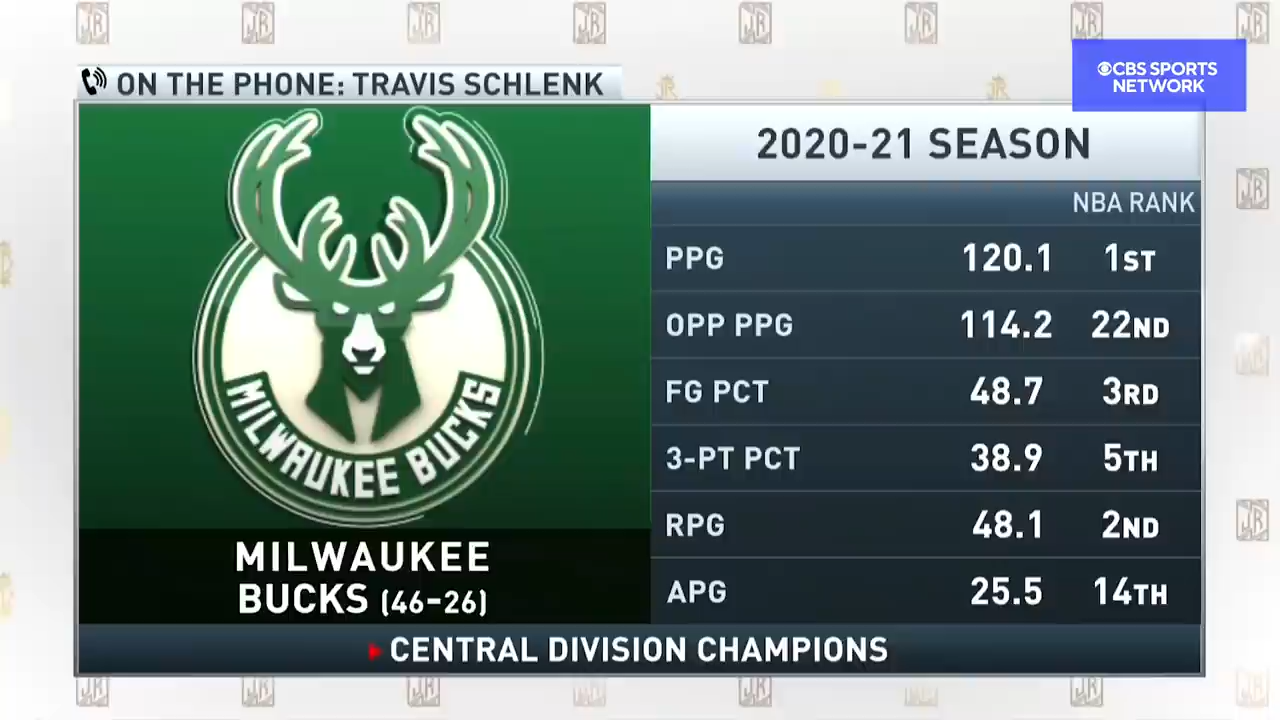 ON THE PHONE: TRAVIS SCHLENK
CBS SPORTS
NETWORK
MILWAUKEE BUCKS
MILWAUKEE
BUCKS (46-26)
2020-21 SEASON
NBA RANK
PPG 120.1 1ST
OPP PPG 114.2 22ND
FG PCT 48.7 3RD
3-PT PCT 38.9 5TH
RPG 48.1 2ND
APG 25.5 14TH
CENTRAL DIVISION CHAMPIONS